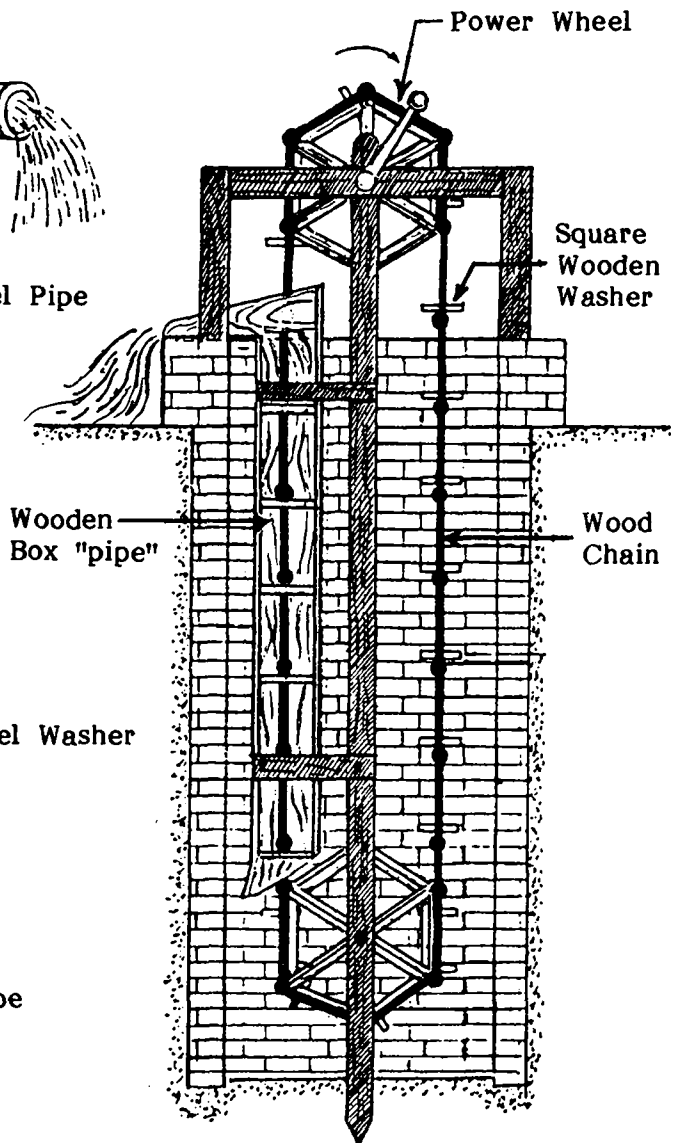 Power Wheel
Square
Wooden
Washer
el Pipe
Wooden
Box "pipe"
Wood
Chain
el Washer
pe